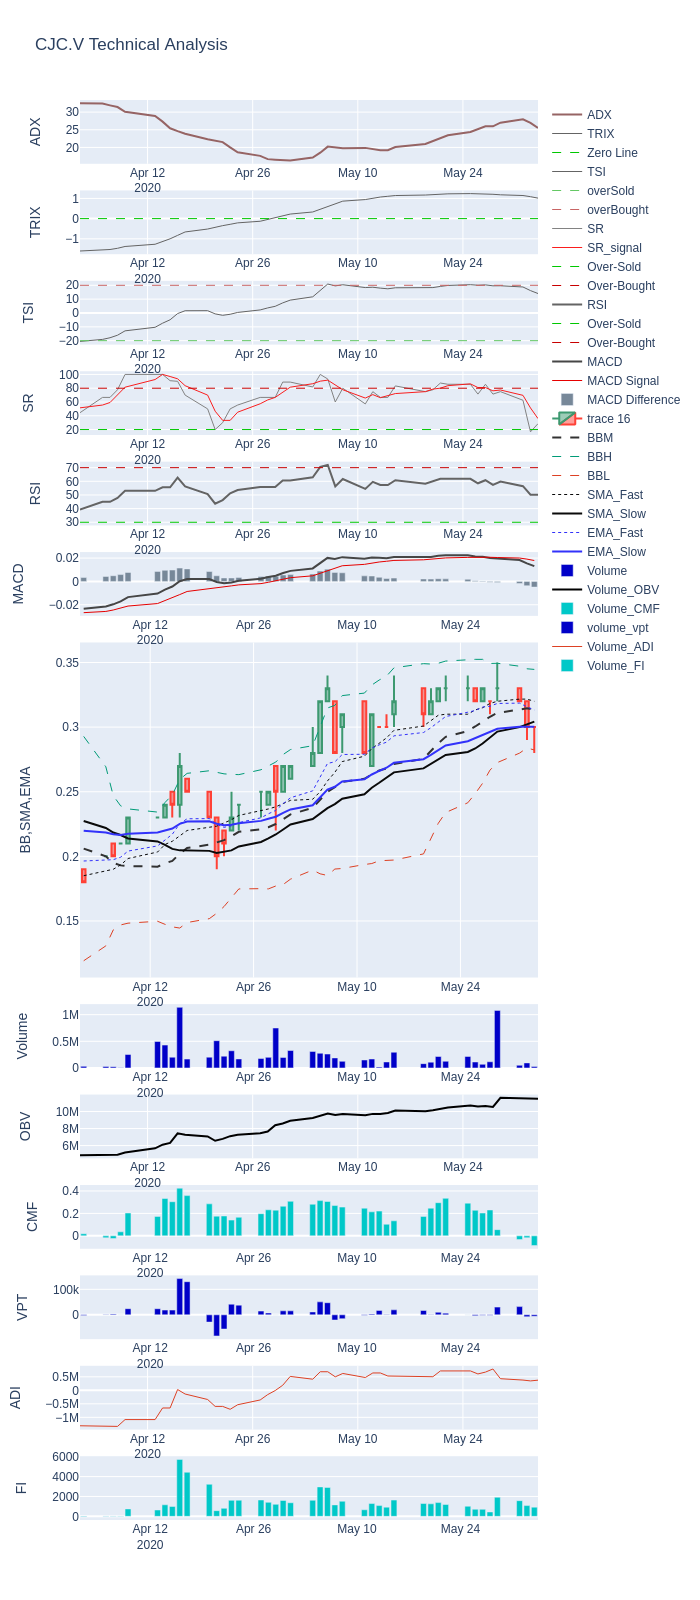 CJC.V Technical Analysis
ADX
30
25
20
Apr 12
2020
Apr 26
May 10
May 24
TRIX
1
0
−1
Apr 12
2020
Apr 26
May 10
May 24
TSI
20
10
0
−10
−20
Apr 12
2020
Apr 26
May 10
May 24
SR
100
80
60
40
20
Apr 12
2020
Apr 26
May 10
May 24
RSI
70
60
50
40
30
Apr 12
2020
Apr 26
May 10
May 24
MACD
0.02
0
−0.02
Apr 12
2020
Apr 26
May 10
May 24
BB,SMA,EMA
0.35
0.3
0.25
0.2
0.15
Apr 12
2020
Apr 26
May 10
May 24
Volume
1M
0.5M
0
Apr 12
2020
Apr 26
May 10
May 24
OBV
10M
8M
6M
Apr 12
2020
Apr 26
May 10
May 24
CMF
0.4
0.2
0
Apr 12
2020
Apr 26
May 10
May 24
VPT
100k
0
Apr 12
2020
Apr 26
May 10
May 24
ADI
0.5M
0
−0.5M
−1M
Apr 12
2020
Apr 26
May 10
May 24
FI
6000
4000
2000
0
Apr 12
2020
Apr 26
May 10
May 24
ADX
TRIX
Zero Line
TSI
overSold
overBought
SR
SR_signal
Over-Sold
Over-Bought
RSI
Over-Sold
Over-Bought
MACD
MACD Signal
MACD Difference
trace 16
BBM
BBH
BBL
SMA_Fast
SMA_Slow
EMA_Fast
EMA_Slow
Volume
Volume_OBV
Volume_CMF
volume_vpt
Volume_ADI
Volume_FI